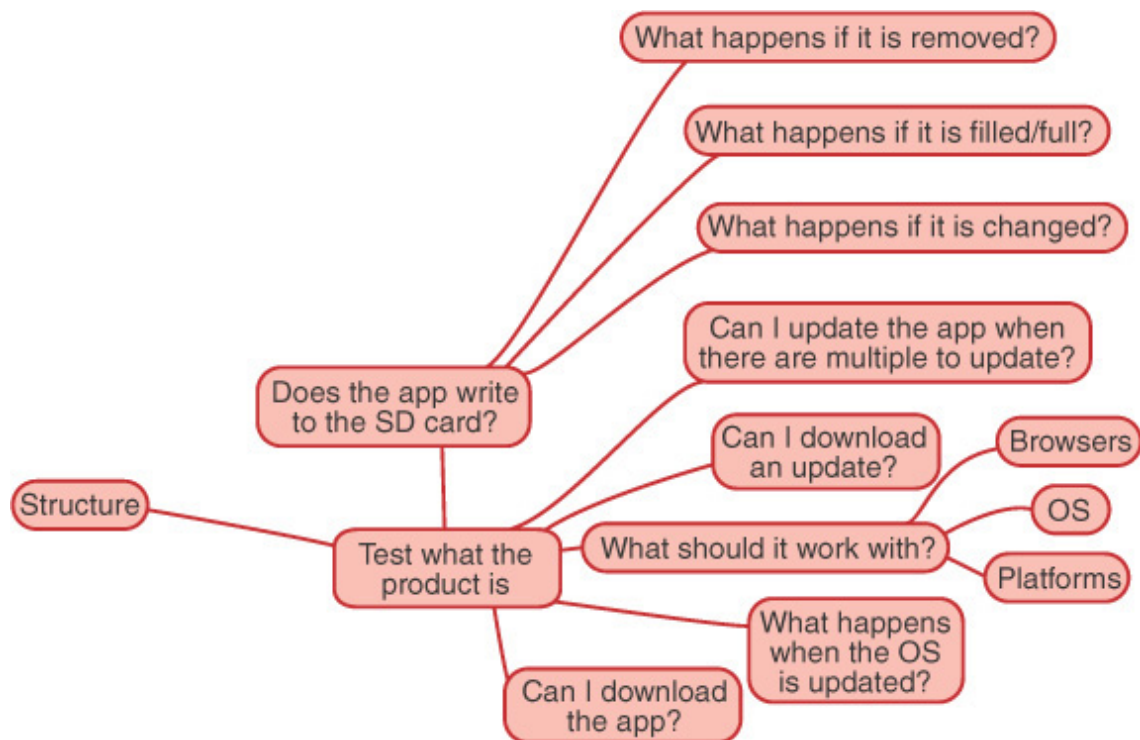 What happens if it is removed?
What happens if it is filled/full?
What happens if it is changed?
Can I update the app when
there are multiple to update?
Does the app write
to the SD card?
Can I download
an update?
Browsers
Structure
OS
Test what the
product is
What should it work with?
Platforms
What happens
when the OS
is updated?
Can I download
the app?